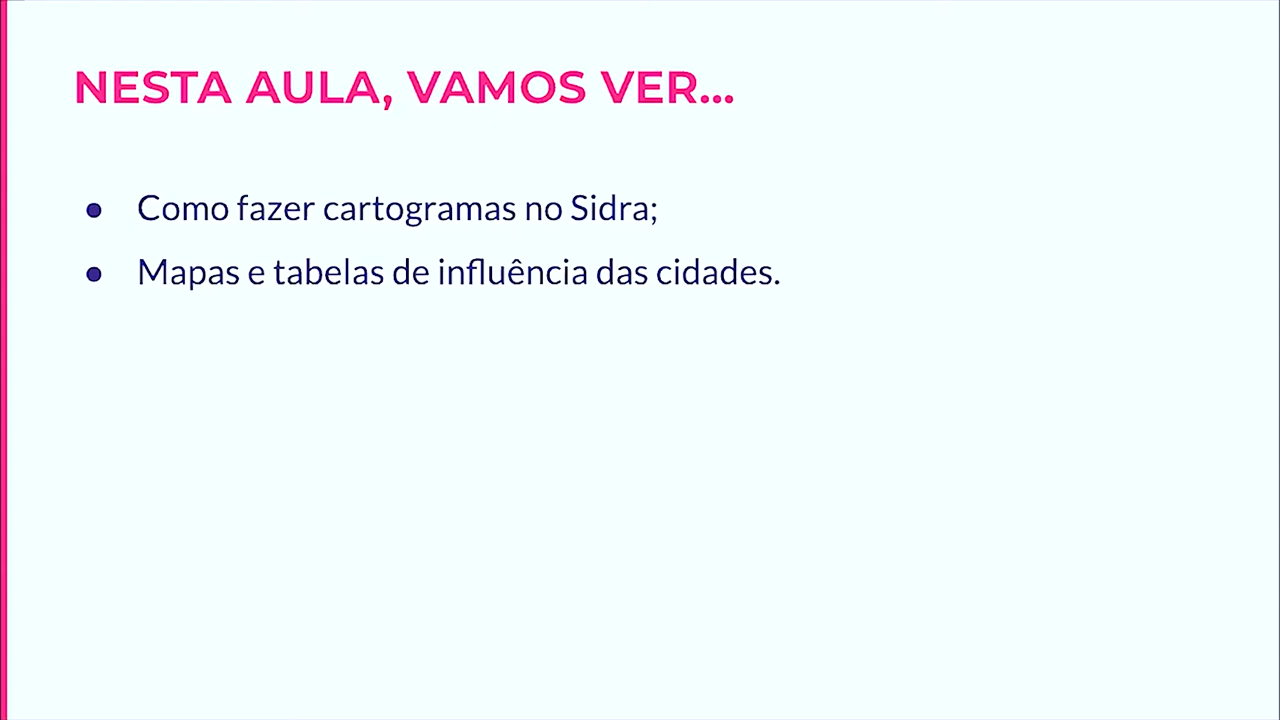 NESTA AULA, VAMOS VER...
● Como fazer cartogramas no Sidra;
● Mapas e tabelas de influência das cidades.